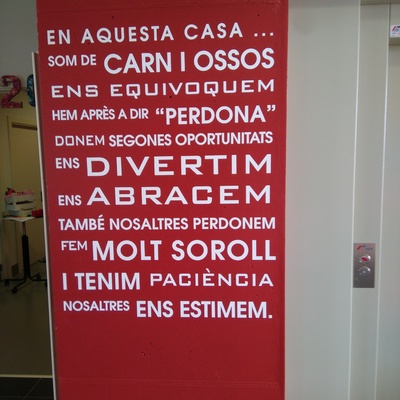 EN AQUESTA CASA ...
SOM DE CARN I OSSOS
ENS EQUIVOQUEM
HEM APRÈS A DIR "PERDONA"
DONEM SEGONES OPORTUNITATS
ENS DIVERTIM
ENS ABRACEM
TAMBÉ NOSALTRES PERDONEM
FEM MOLT SOROLL
I TENIM PACIÈNCIA
NOSALTRES ENS ESTIMEM.